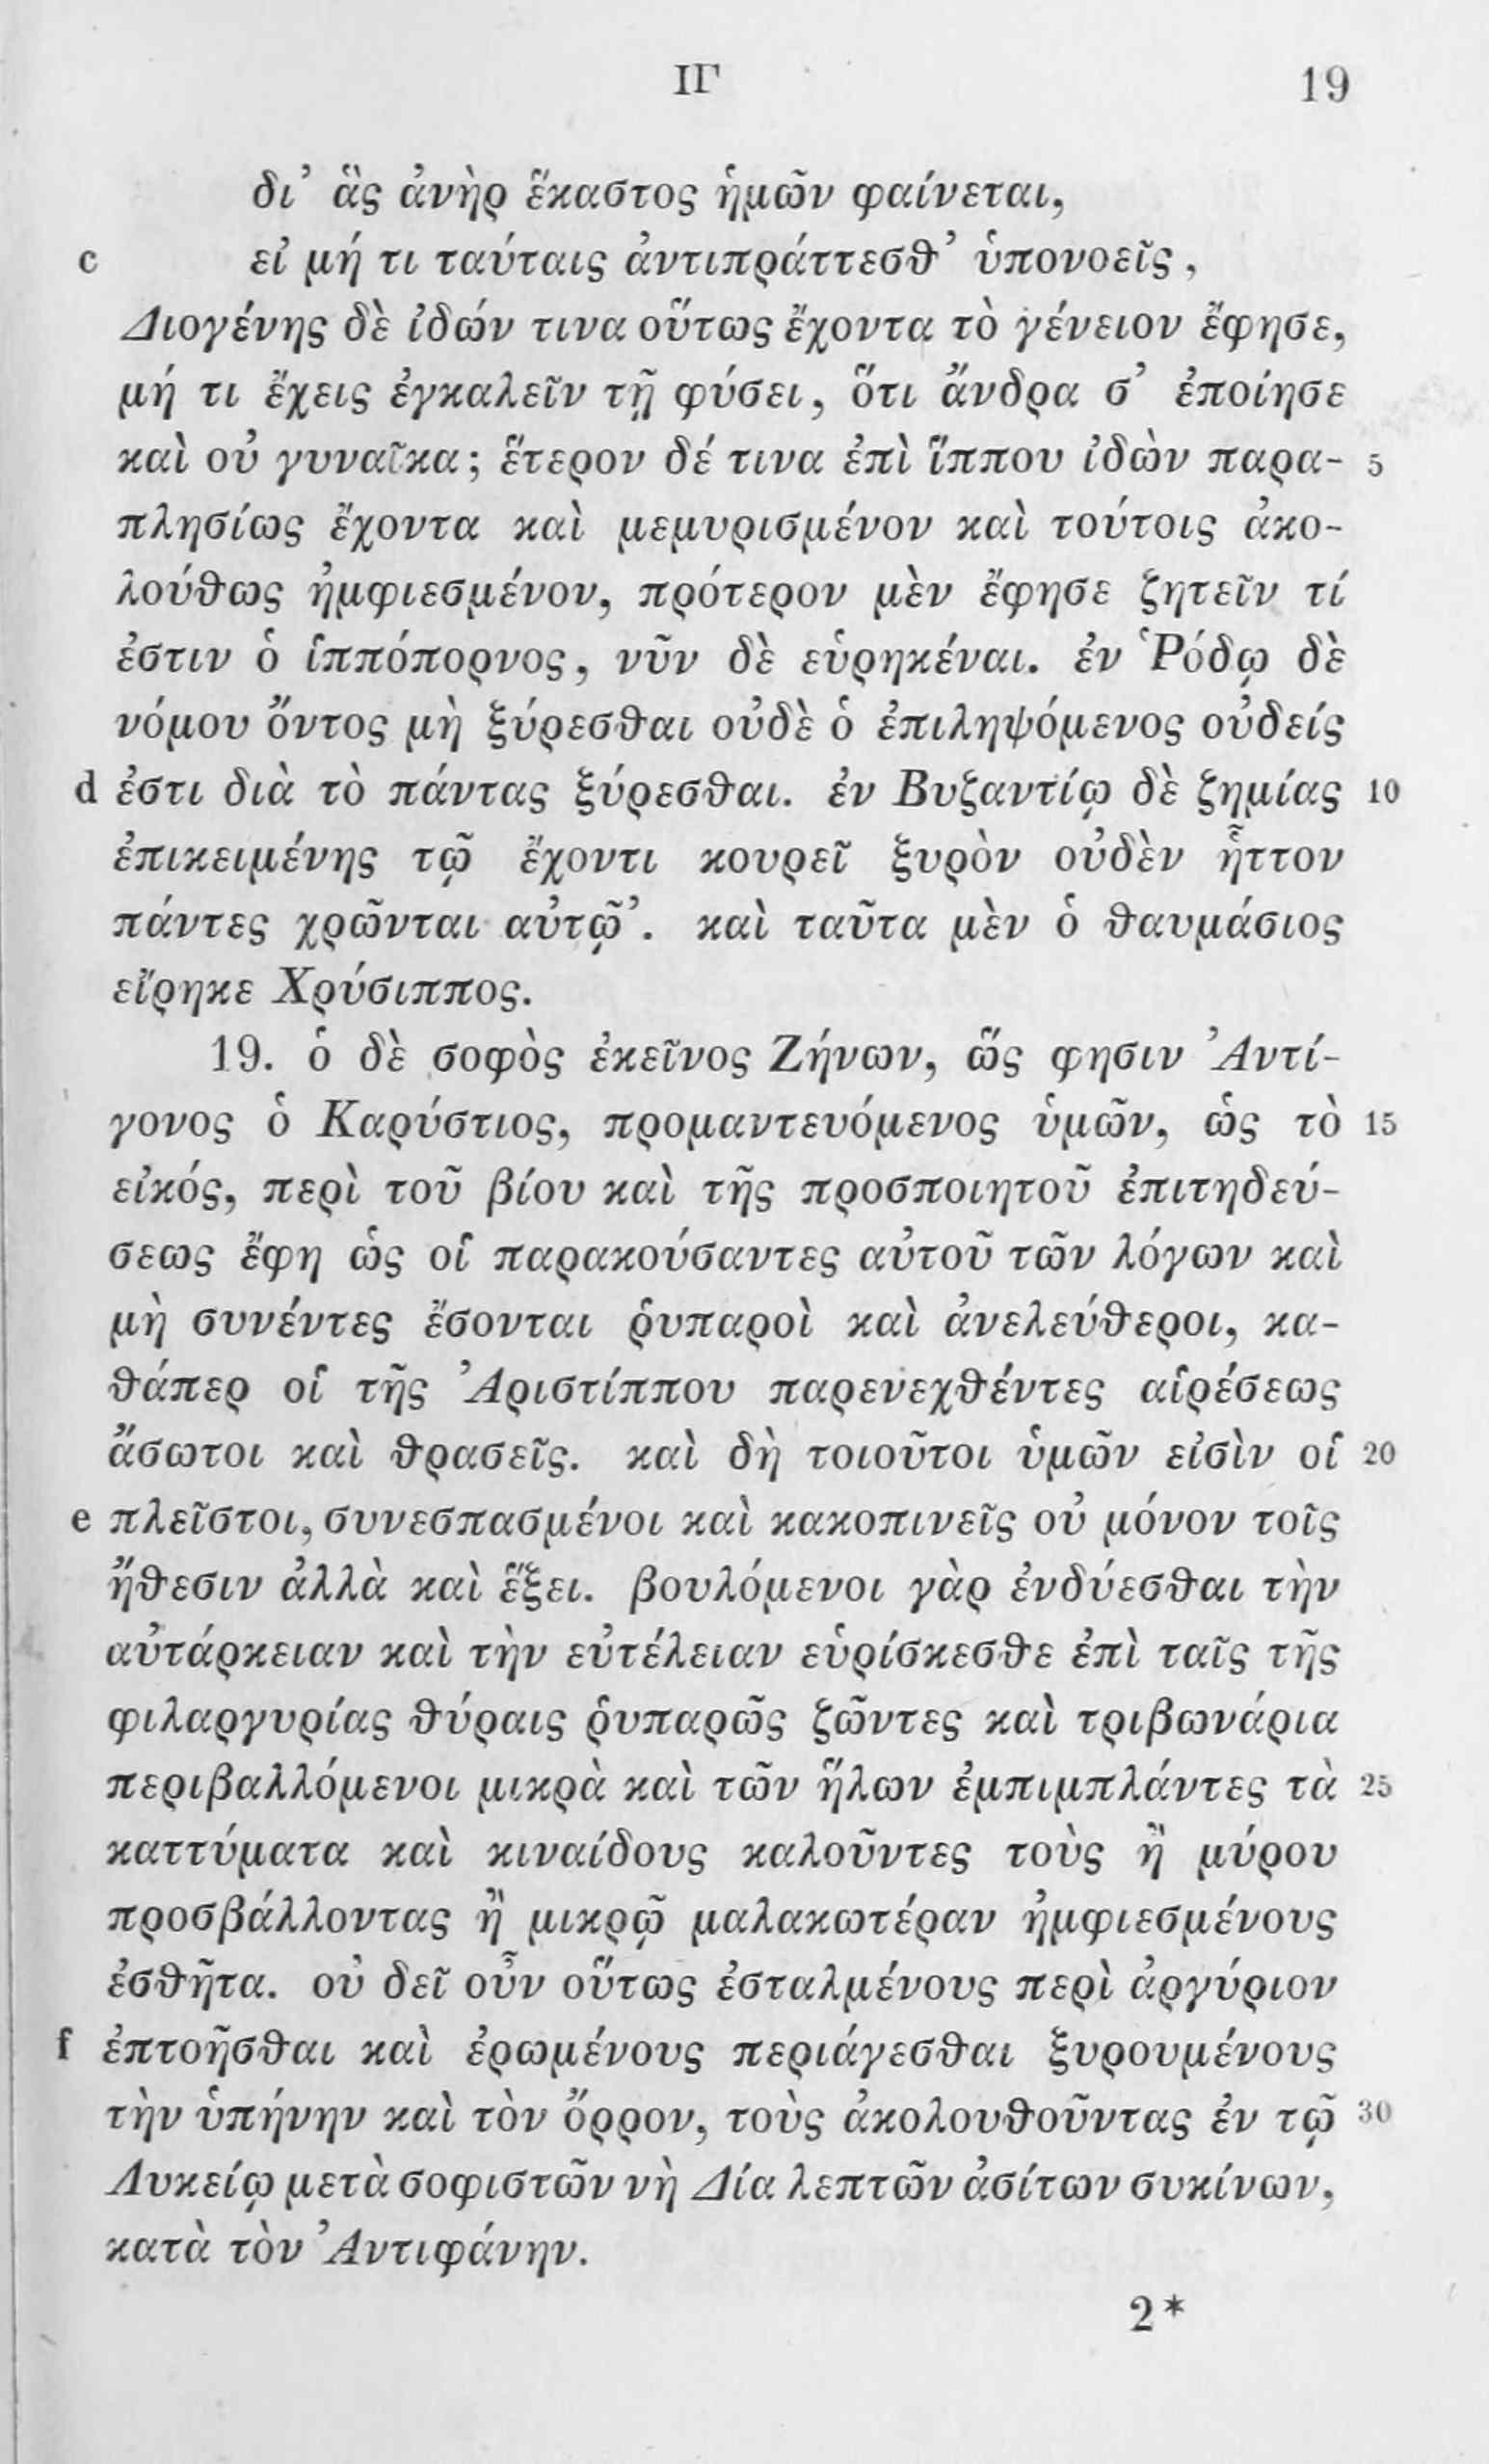 ΙΓ 19
δι’ ἃς ἀνὴρ ἕκαστος ἡμῶν φαίνεται,
c εἰ μή τι ταύταις ἀντιπράττεσθ’ ὑπονοεῖς,
Διογένης δὲ ἰδών τινα οὕτως ἔχοντα τὸ γένειον ἔφησε,
μή τι ἔχεις ἐγκαλεῖν τῇ φύσει, ὅτι ἄνδρα σ’ ἐποίησε
καὶ οὐ γυναῖκα; ἕτερον δέ τινα ἐπὶ ἵππου ἰδὼν παρα- 5
πλησίως ἔχοντα καὶ μεμυρισμένον καὶ τούτοις ἀκο-
λούθως ἠμφιεσμένον, πρότερον μὲν ἔφησε ζητεῖν τί
ἐστιν ὁ ἱππόπορνος, νῦν δὲ εὑρηκέναι. ἐν Ῥόδῳ δὲ
νόμου ὄντος μὴ ξύρεσθαι οὐδὲ ὁ ἐπιληψόμενος οὐδείς
d ἐστι διὰ τὸ πάντας ξύρεσθαι. ἐν Βυζαντίῳ δὲ ζημίας 10
ἐπικειμένης τῷ ἔχοντι κουρεῖ ξυρὸν οὐδὲν ἧττον
πάντες χρῶνται αὐτῷ’. καὶ ταῦτα μὲν ὁ θαυμάσιος
εἴρηκε Χρύσιππος.
19. ὁ δὲ σοφὸς ἐκεῖνος Ζήνων, ὥς φησιν Ἀντί-
γονος ὁ Καρύστιος, προμαντευόμενος ὑμῶν, ὡς τὸ 15
εἰκός, περὶ τοῦ βίου καὶ τῆς προσποιητοῦ ἐπιτηδεύ-
σεως ἔφη ὡς οἱ παρακούσαντες αὐτοῦ τῶν λόγων καὶ
μὴ συνέντες ἔσονται ῥυπαροὶ καὶ ἀνελεύθεροι, κα-
θάπερ οἱ τῆς Ἀριστίππου παρενεχθέντες αἱρέσεως
ἄσωτοι καὶ θρασεῖς. καὶ δὴ τοιοῦτοι ὑμῶν εἰσὶν οἱ 20
e πλεῖστοι, συνεσπασμένοι καὶ κακοπινεῖς οὐ μόνον τοῖς
ἤθεσιν ἀλλὰ καὶ ἕξει. βουλόμενοι γὰρ ἐνδύεσθαι τὴν
αὐτάρκειαν καὶ τὴν εὐτέλειαν εὑρίσκεσθε ἐπὶ ταῖς τῆς
φιλαργυρίας θύραις ῥυπαρῶς ζῶντες καὶ τριβωνάρια
περιβαλλόμενοι μικρὰ καὶ τῶν ἥλων ἐμπιμπλάντες τὰ 25
καττύματα καὶ κιναίδους καλοῦντες τοὺς ἢ μύρου
προσβάλλοντας ἢ μικρῷ μαλακωτέραν ἠμφιεσμένους
ἐσθῆτα. οὐ δεῖ οὖν οὕτως ἐσταλμένους περὶ ἀργύριον
f ἐπτοῆσθαι καὶ ἐρωμένους περιάγεσθαι ξυρουμένους
τὴν ὑπήνην καὶ τὸν ὄρρον, τοὺς ἀκολουθοῦντας ἐν τῷ 30
Λυκείῳ μετὰ σοφιστῶν νὴ Δία λεπτῶν ἀσίτων συκίνων,
κατὰ τὸν Ἀντιφάνην.
2*